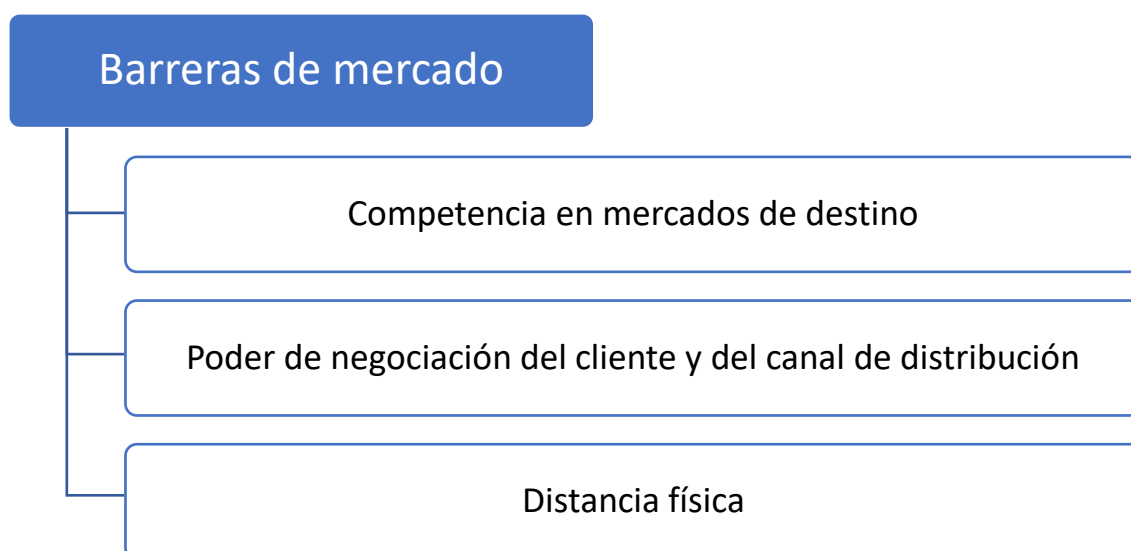 Barreras de mercado
Competencia en mercados de destino
Poder de negociación del cliente y del canal de distribución
Distancia física